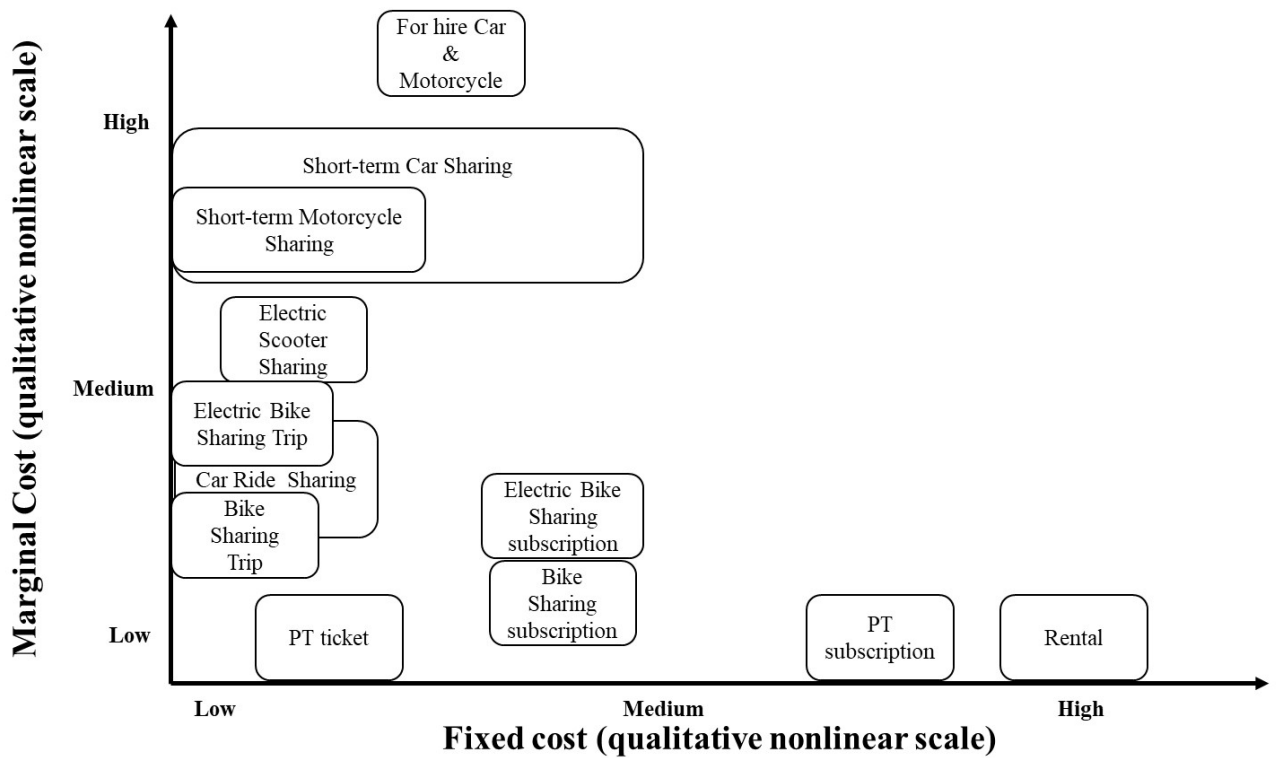 Marginal Cost (qualitative nonlinear scale)
For hire Car
&
Motorcycle
High
Short-term Car Sharing
Short-term Motorcycle
Sharing
Electric
Scooter
Sharing
Medium
Electric Bike
Sharing Trip
Car Ride Sharing
Bike
Sharing
Trip
Electric Bike
Sharing
subscription
Bike
Sharing
subscription
Low
PT ticket
PT
subscription
Rental
Low
Medium
High
Fixed cost (qualitative nonlinear scale)